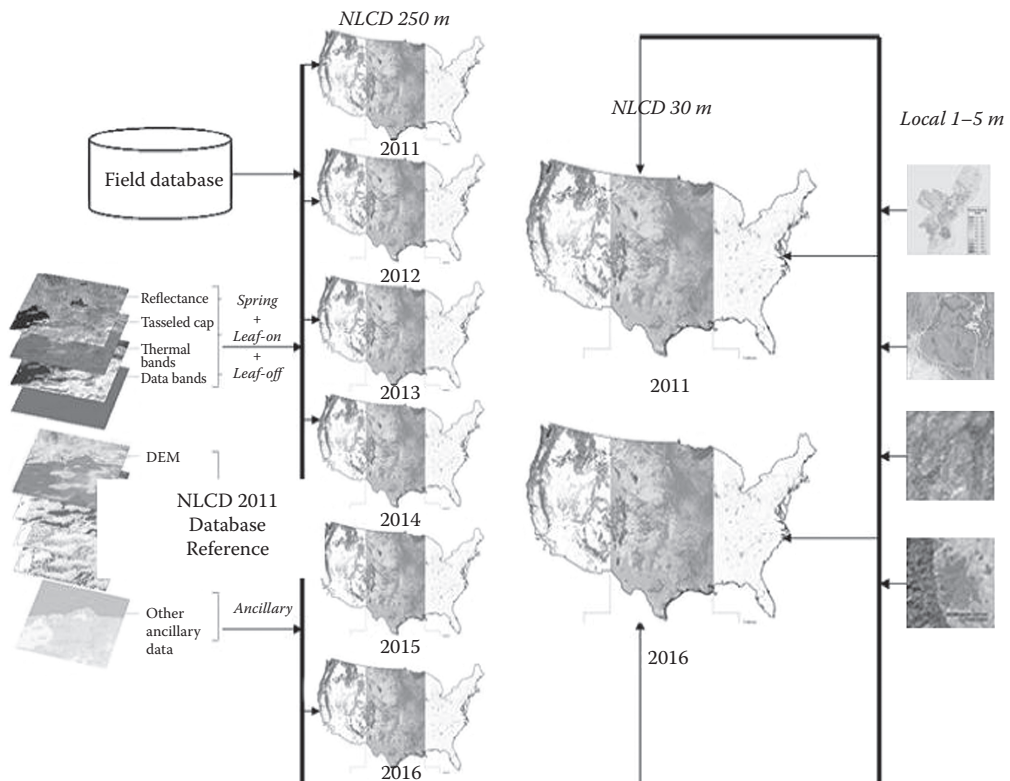 NLCD 250 m
NLCD 30 m
Local 1–5 m
Field database
2011
2012
2013
2014
2015
2016
Reflectance
Tasseled cap
Thermal
bands
Data bands
Spring
+
Leaf-on
+
Leaf-off
DEM
NLCD 2011
Database
Reference
Other
ancillary
data
Ancillary
2011
2016